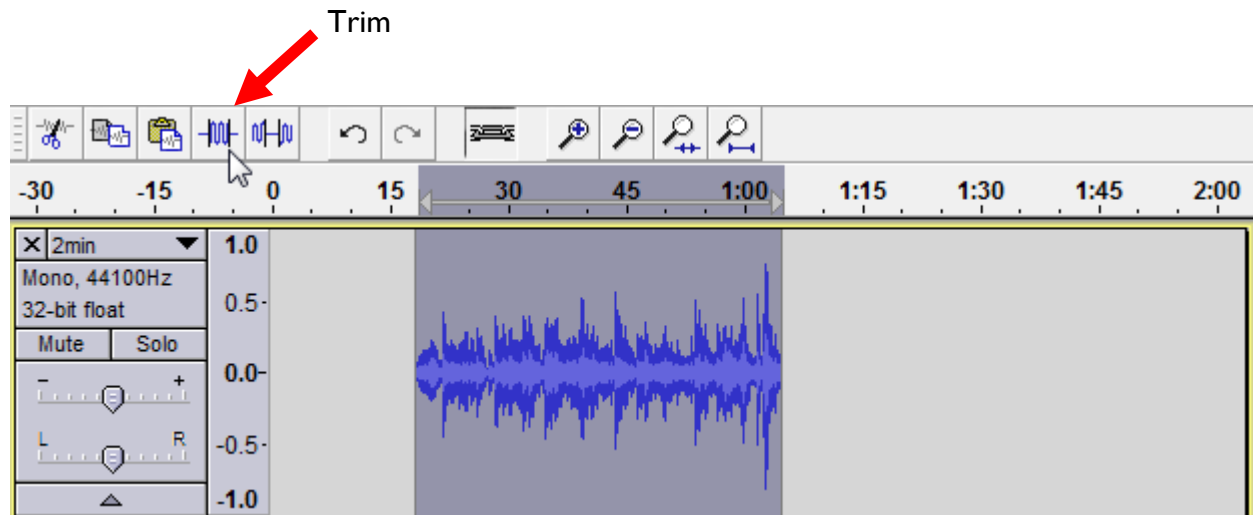 Trim
-30 -15 0 15 30 45 1:00 1:15 1:30 1:45 2:00
X 2min 1.0
Mono, 44100Hz
32-bit float 0.5
Mute Solo
- + 0.0
L R -0.5
-1.0